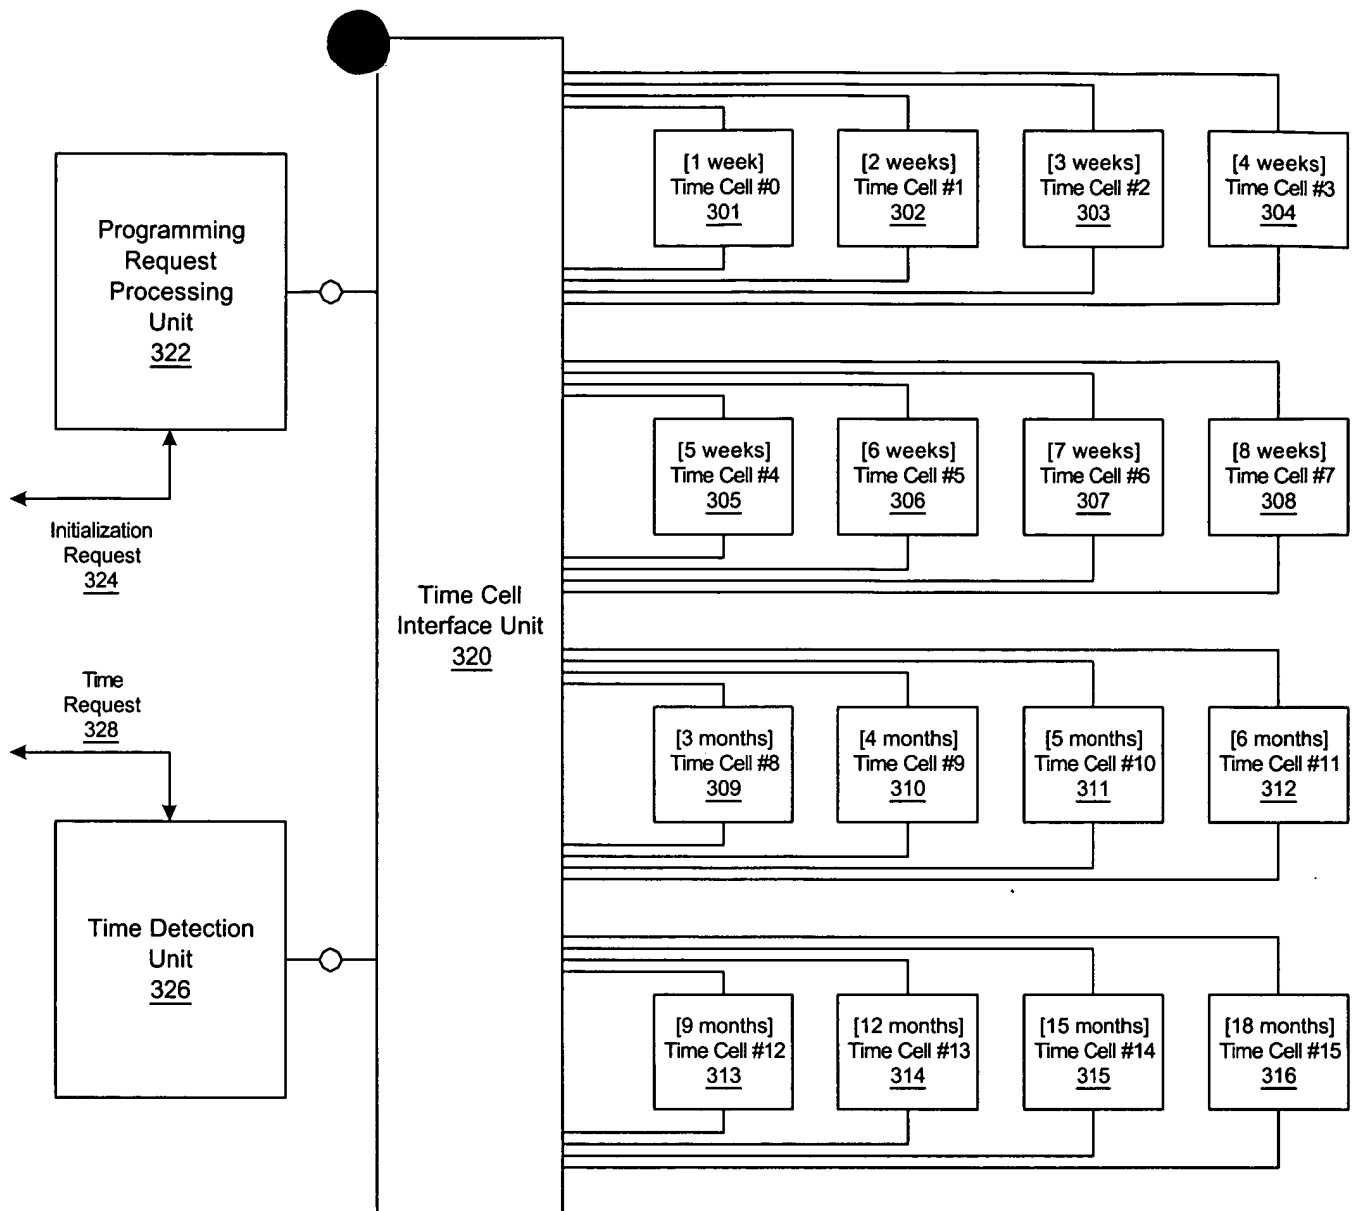 Programming
Request
Processing
Unit
322
Initialization
Request
324
Time
Request
328
Time Detection
Unit
326
Time Cell
Interface Unit
320
[1 week]
Time Cell #0
301
[2 weeks]
Time Cell #1
302
[3 weeks]
Time Cell #2
303
[4 weeks]
Time Cell #3
304
[5 weeks]
Time Cell #4
305
[6 weeks]
Time Cell #5
306
[7 weeks]
Time Cell #6
307
[8 weeks]
Time Cell #7
308
[3 months]
Time Cell #8
309
[4 months]
Time Cell #9
310
[5 months]
Time Cell #10
311
[6 months]
Time Cell #11
312
[9 months]
Time Cell #12
313
[12 months]
Time Cell #13
314
[15 months]
Time Cell #14
315
[18 months]
Time Cell #15
316